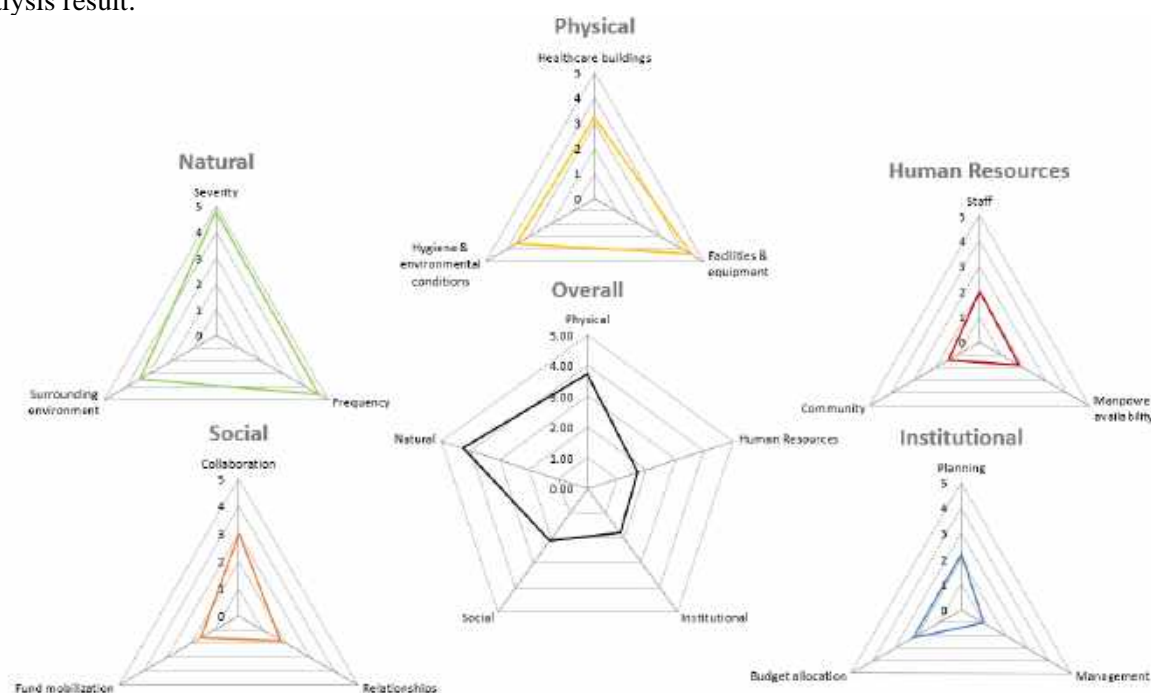 lysis result.
Physical
Healthcare buildings
5
4
3
2
1
0
Hygiene &
environmental
conditions
Facilities &
equipment
Natural
Severity
5
4
3
2
1
0
Surrounding
environment
Frequency
Human Resources
Staff
5
4
3
2
1
0
Community
Manpowe
availability
Overall
Physical
5.00
4.00
3.00
2.00
1.00
0.00
Natural
Human Resources
Social
Institutional
Social
Collaboration
5
4
3
2
1
0
Fund mobilization
Relationships
Institutional
Planning
5
4
3
2
1
0
Budget allocation
Management